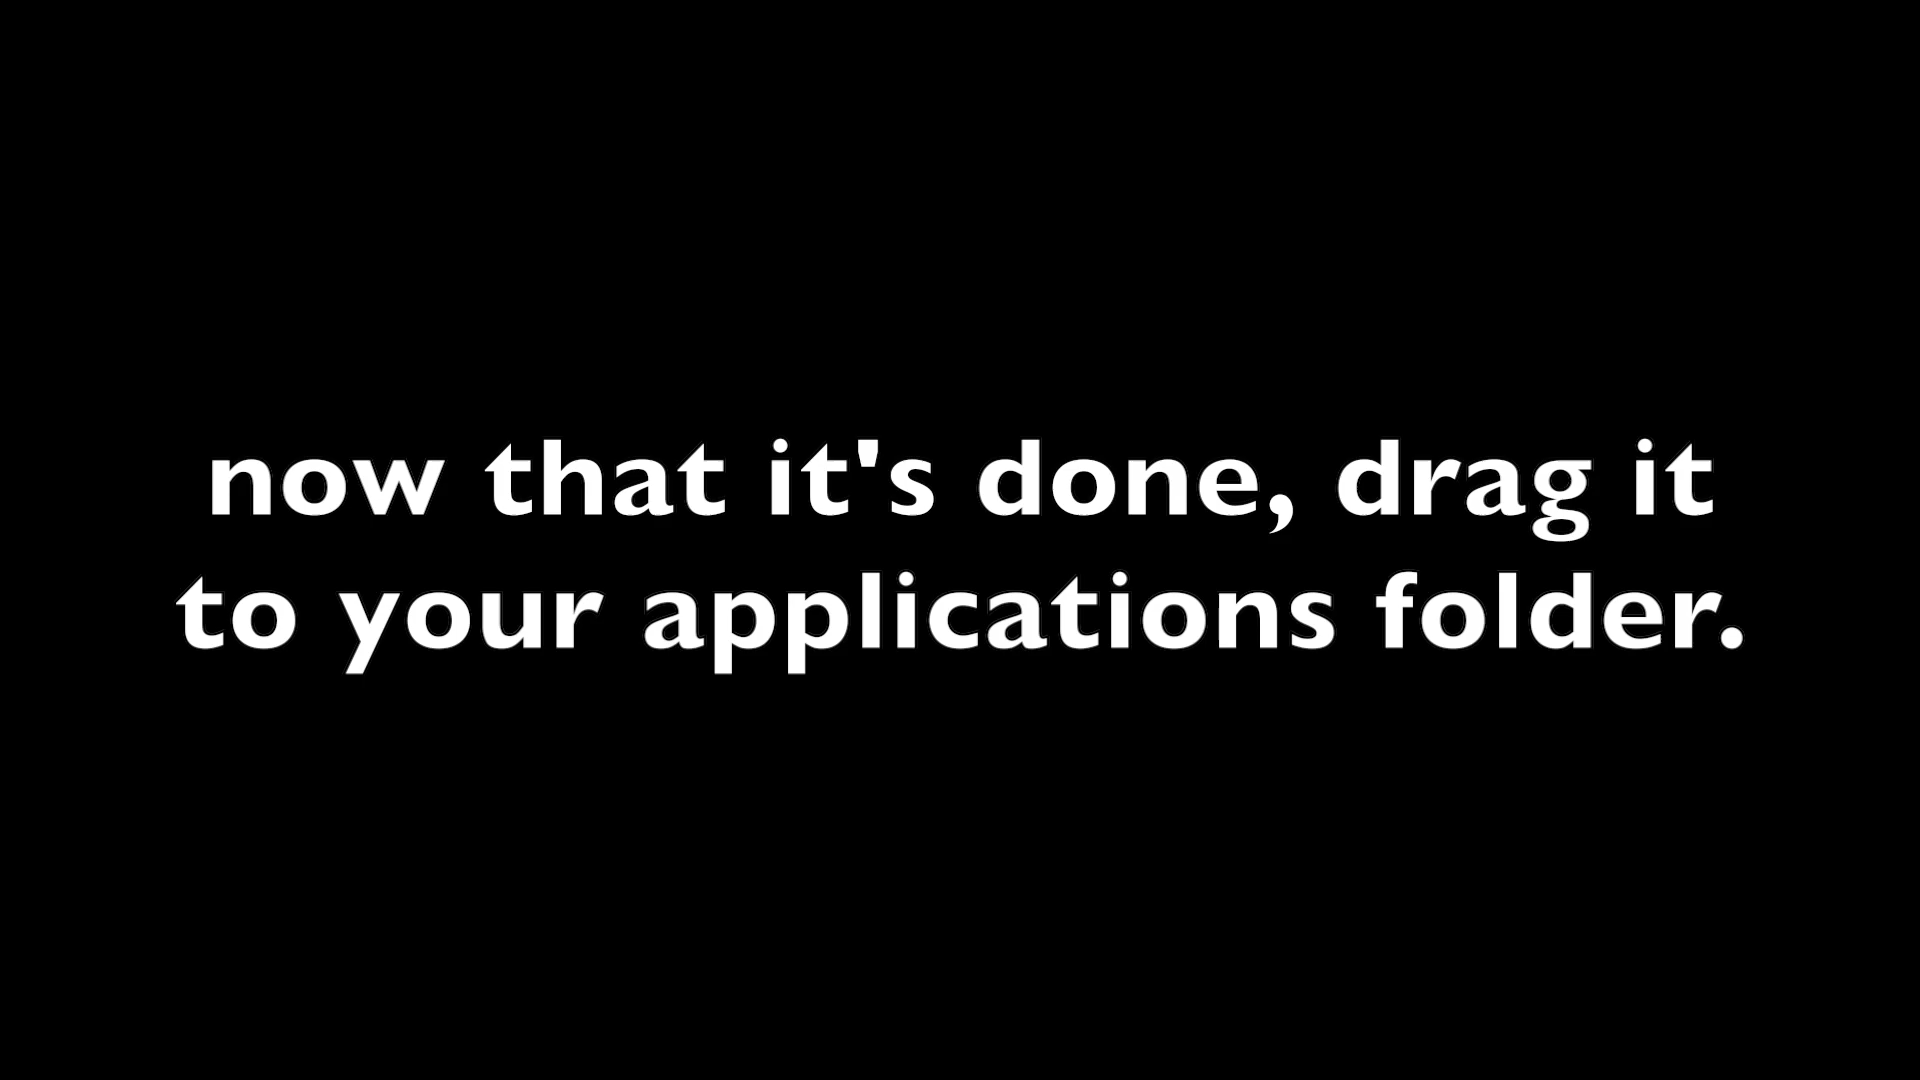 now that it's done, drag it
to your applications folder.